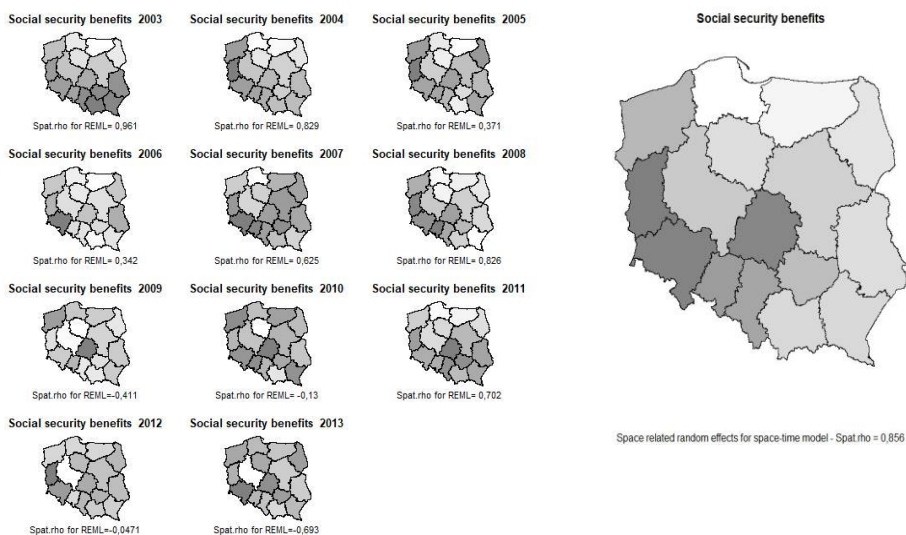 Social security benefits 2003
Social security benefits 2004
Social security benefits 2005
Spat.rho for REML= 0,961
Spat.rho for REML= 0,829
Spat.rho for REML= 0,371
Social security benefits 2006
Social security benefits 2007
Social security benefits 2008
Spat.rho for REML= 0,342
Spat.rho for REML= 0,625
Spat.rho for REML= 0,826
Social security benefits 2009
Social security benefits 2010
Social security benefits 2011
Spat.rho for REML=-0,411
Spat.rho for REML= -0,13
Spat.rho for REML= 0,702
Social security benefits 2012
Social security benefits 2013
Spat.rho for REML=-0,0471
Spat.rho for REML=-0,693
Social security benefits
Space related random effects for space-time model - Spat.rho = 0,856